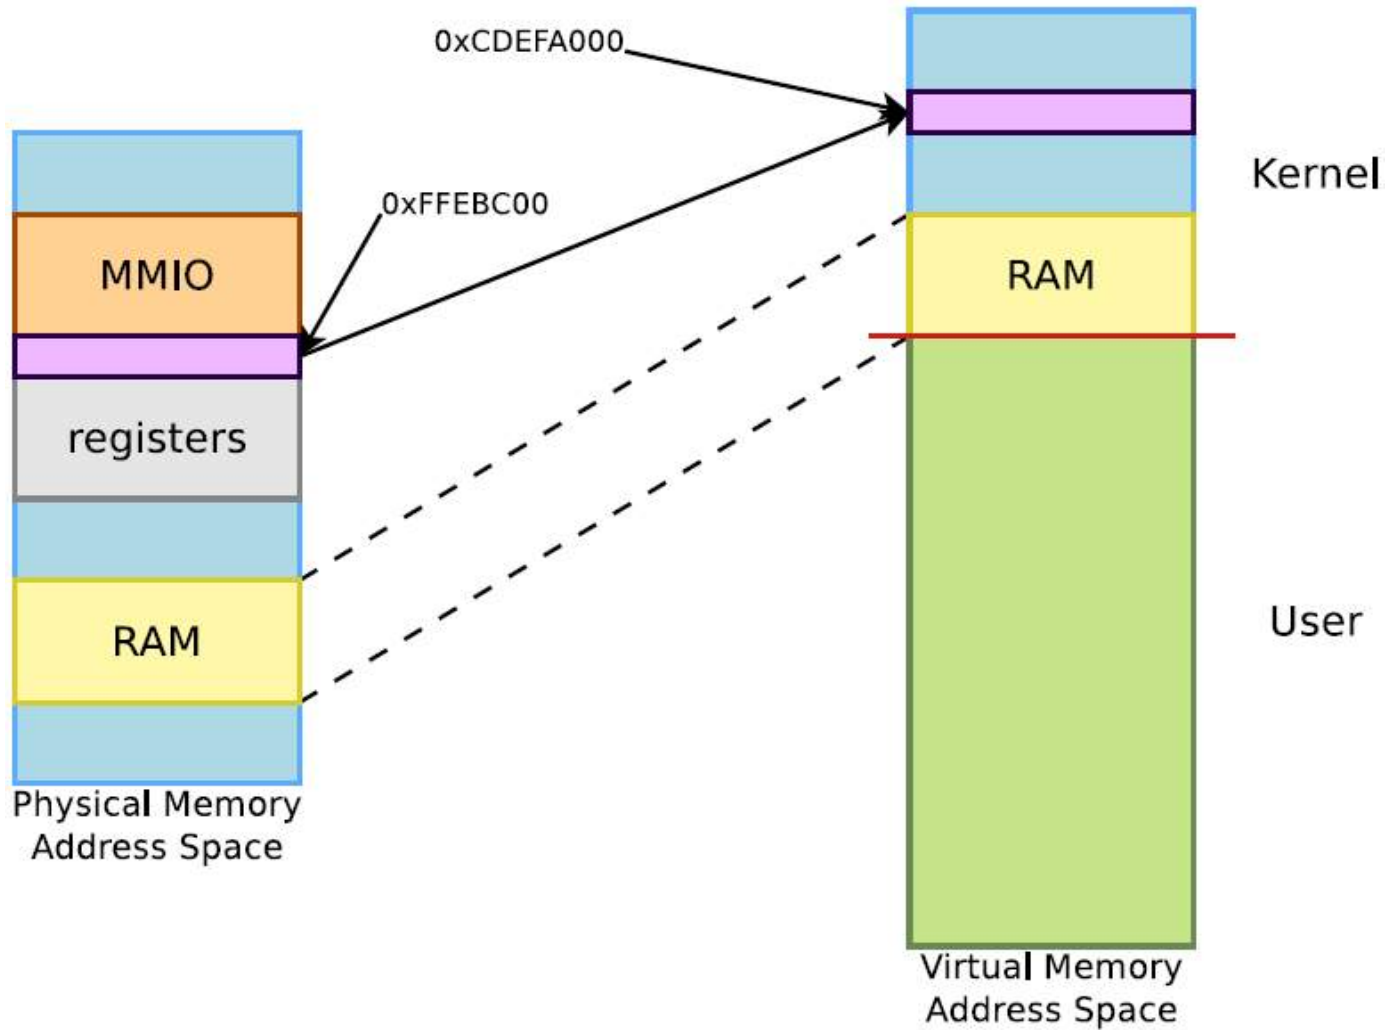 0xCDEFA000
Kernel
0xFFEBC00
MMIO
RAM
registers
RAM
User
Physical Memory
Address Space
Virtual Memory
Address Space